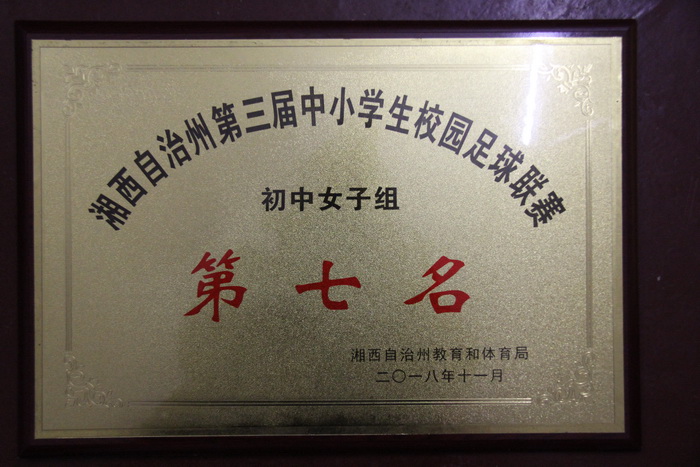 湘西自治州第三届中小学生校园足球联赛
初中女子组
第七名
湘西自治州教育和体育局
二〇一八年十一月